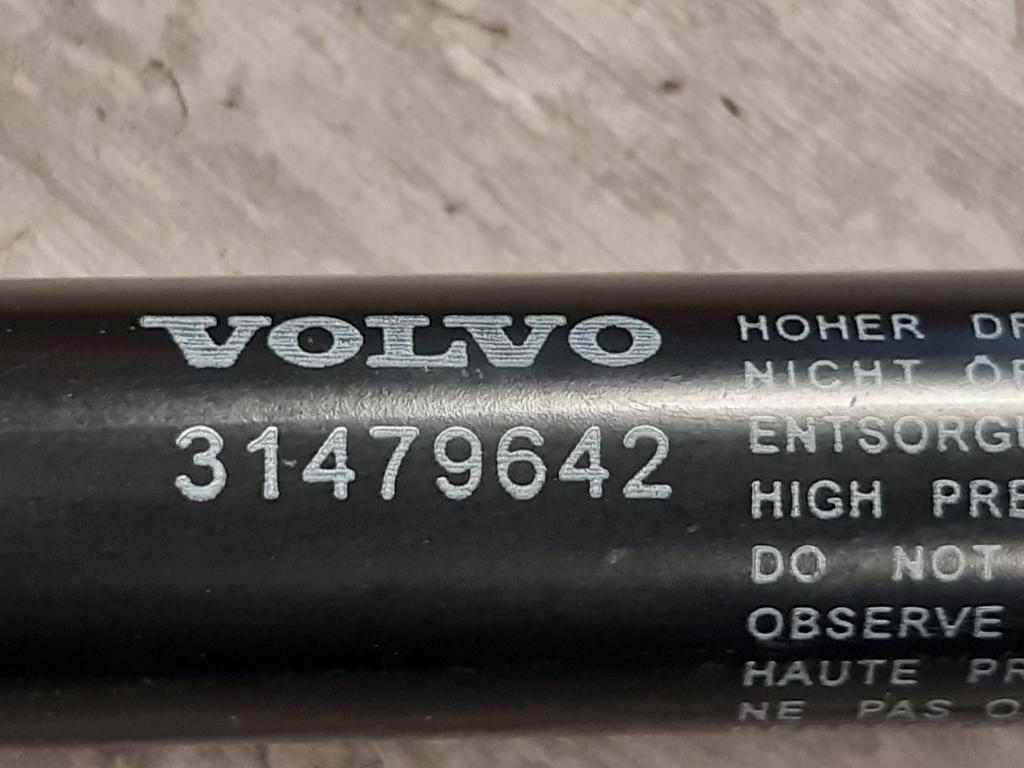 VOLVO
31479642
HOHER
NICHT
HIGH
DO NOT
OBSERVE
HAUTE
NE PAS